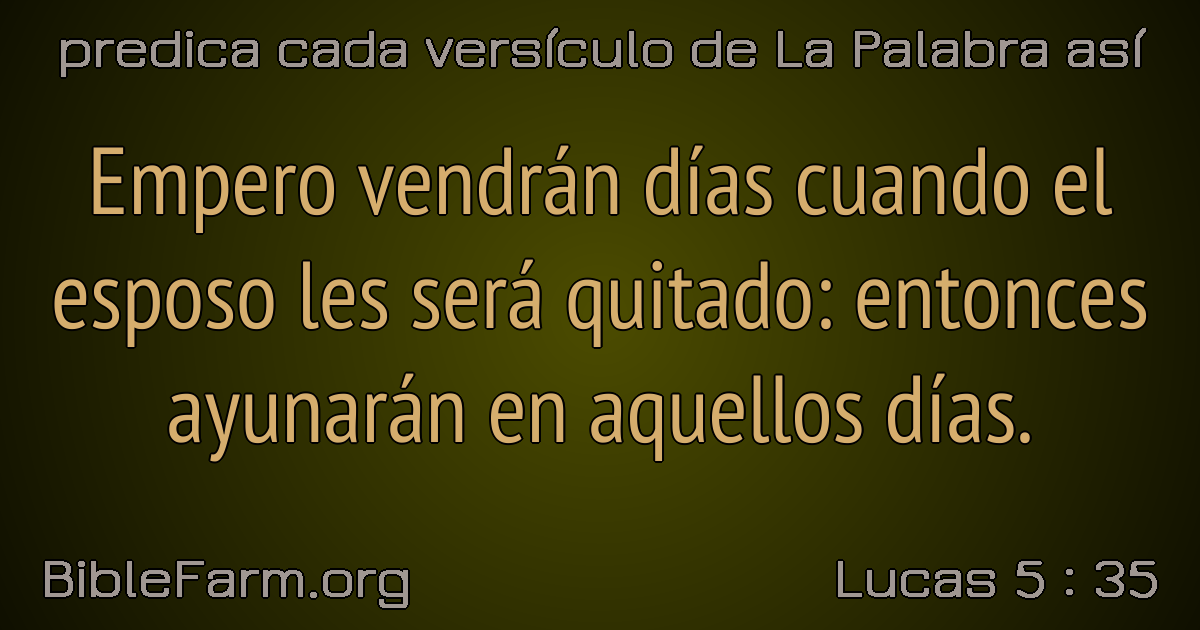 predica cada versículo de La Palabra así
Empero vendrán días cuando el
esposo les será quitado: entonces
ayunarán en aquellos días.
BibleFarm.org
Lucas 5 : 35